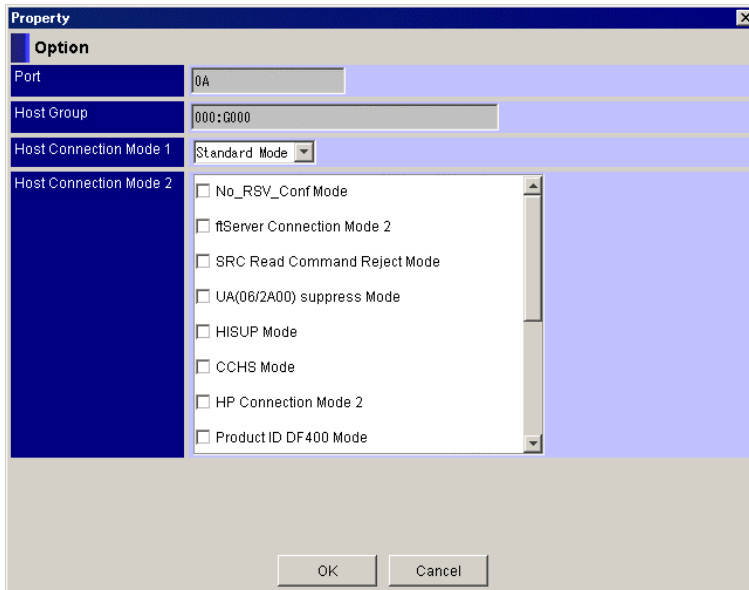 Property
Option
Port
0A
Host Group
000:G000
Host Connection Mode 1
Standard Mode
Host Connection Mode 2
No_RSV_Conf Mode
ftServer Connection Mode 2
SRC Read Command Reject Mode
UA(06/2A00) suppress Mode
HISUP Mode
CCHS Mode
HP Connection Mode 2
Product ID DF400 Mode
OK
Cancel